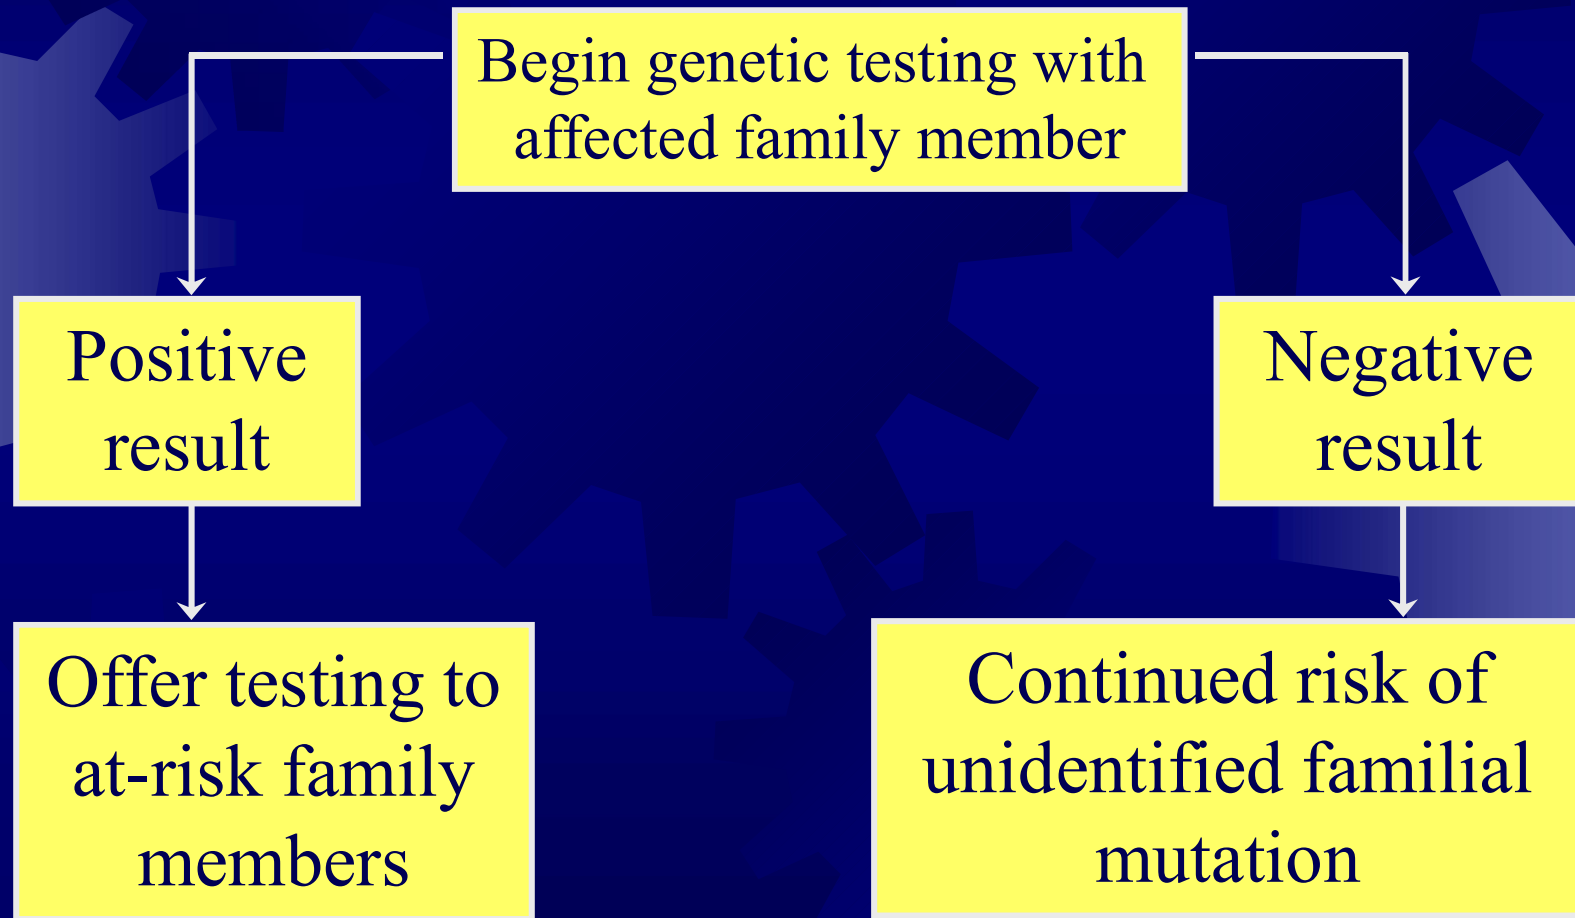 Begin genetic testing with
affected family member
Positive
result
Negative
result
Offer testing to
at-risk family
members
Continued risk of
unidentified familial
mutation